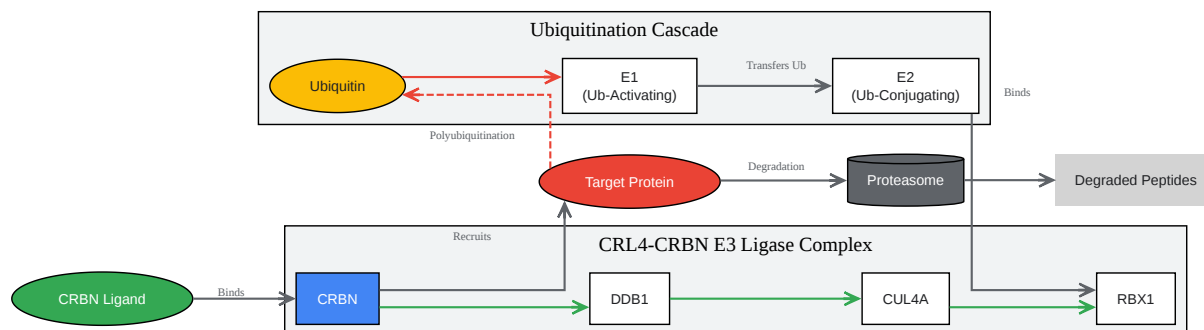 Ubiquitination Cascade
Ubiquitin
E1
(Ub-Activating)
Transfers Ub
E2
(Ub-Conjugating)
Binds
Polyubiquitination
Target Protein
Degradation
Proteasome
Degraded Peptides
Recruits
CRL4-CRBN E3 Ligase Complex
CRBN Ligand
Binds
CRBN
DDB1
CUL4A
RBX1